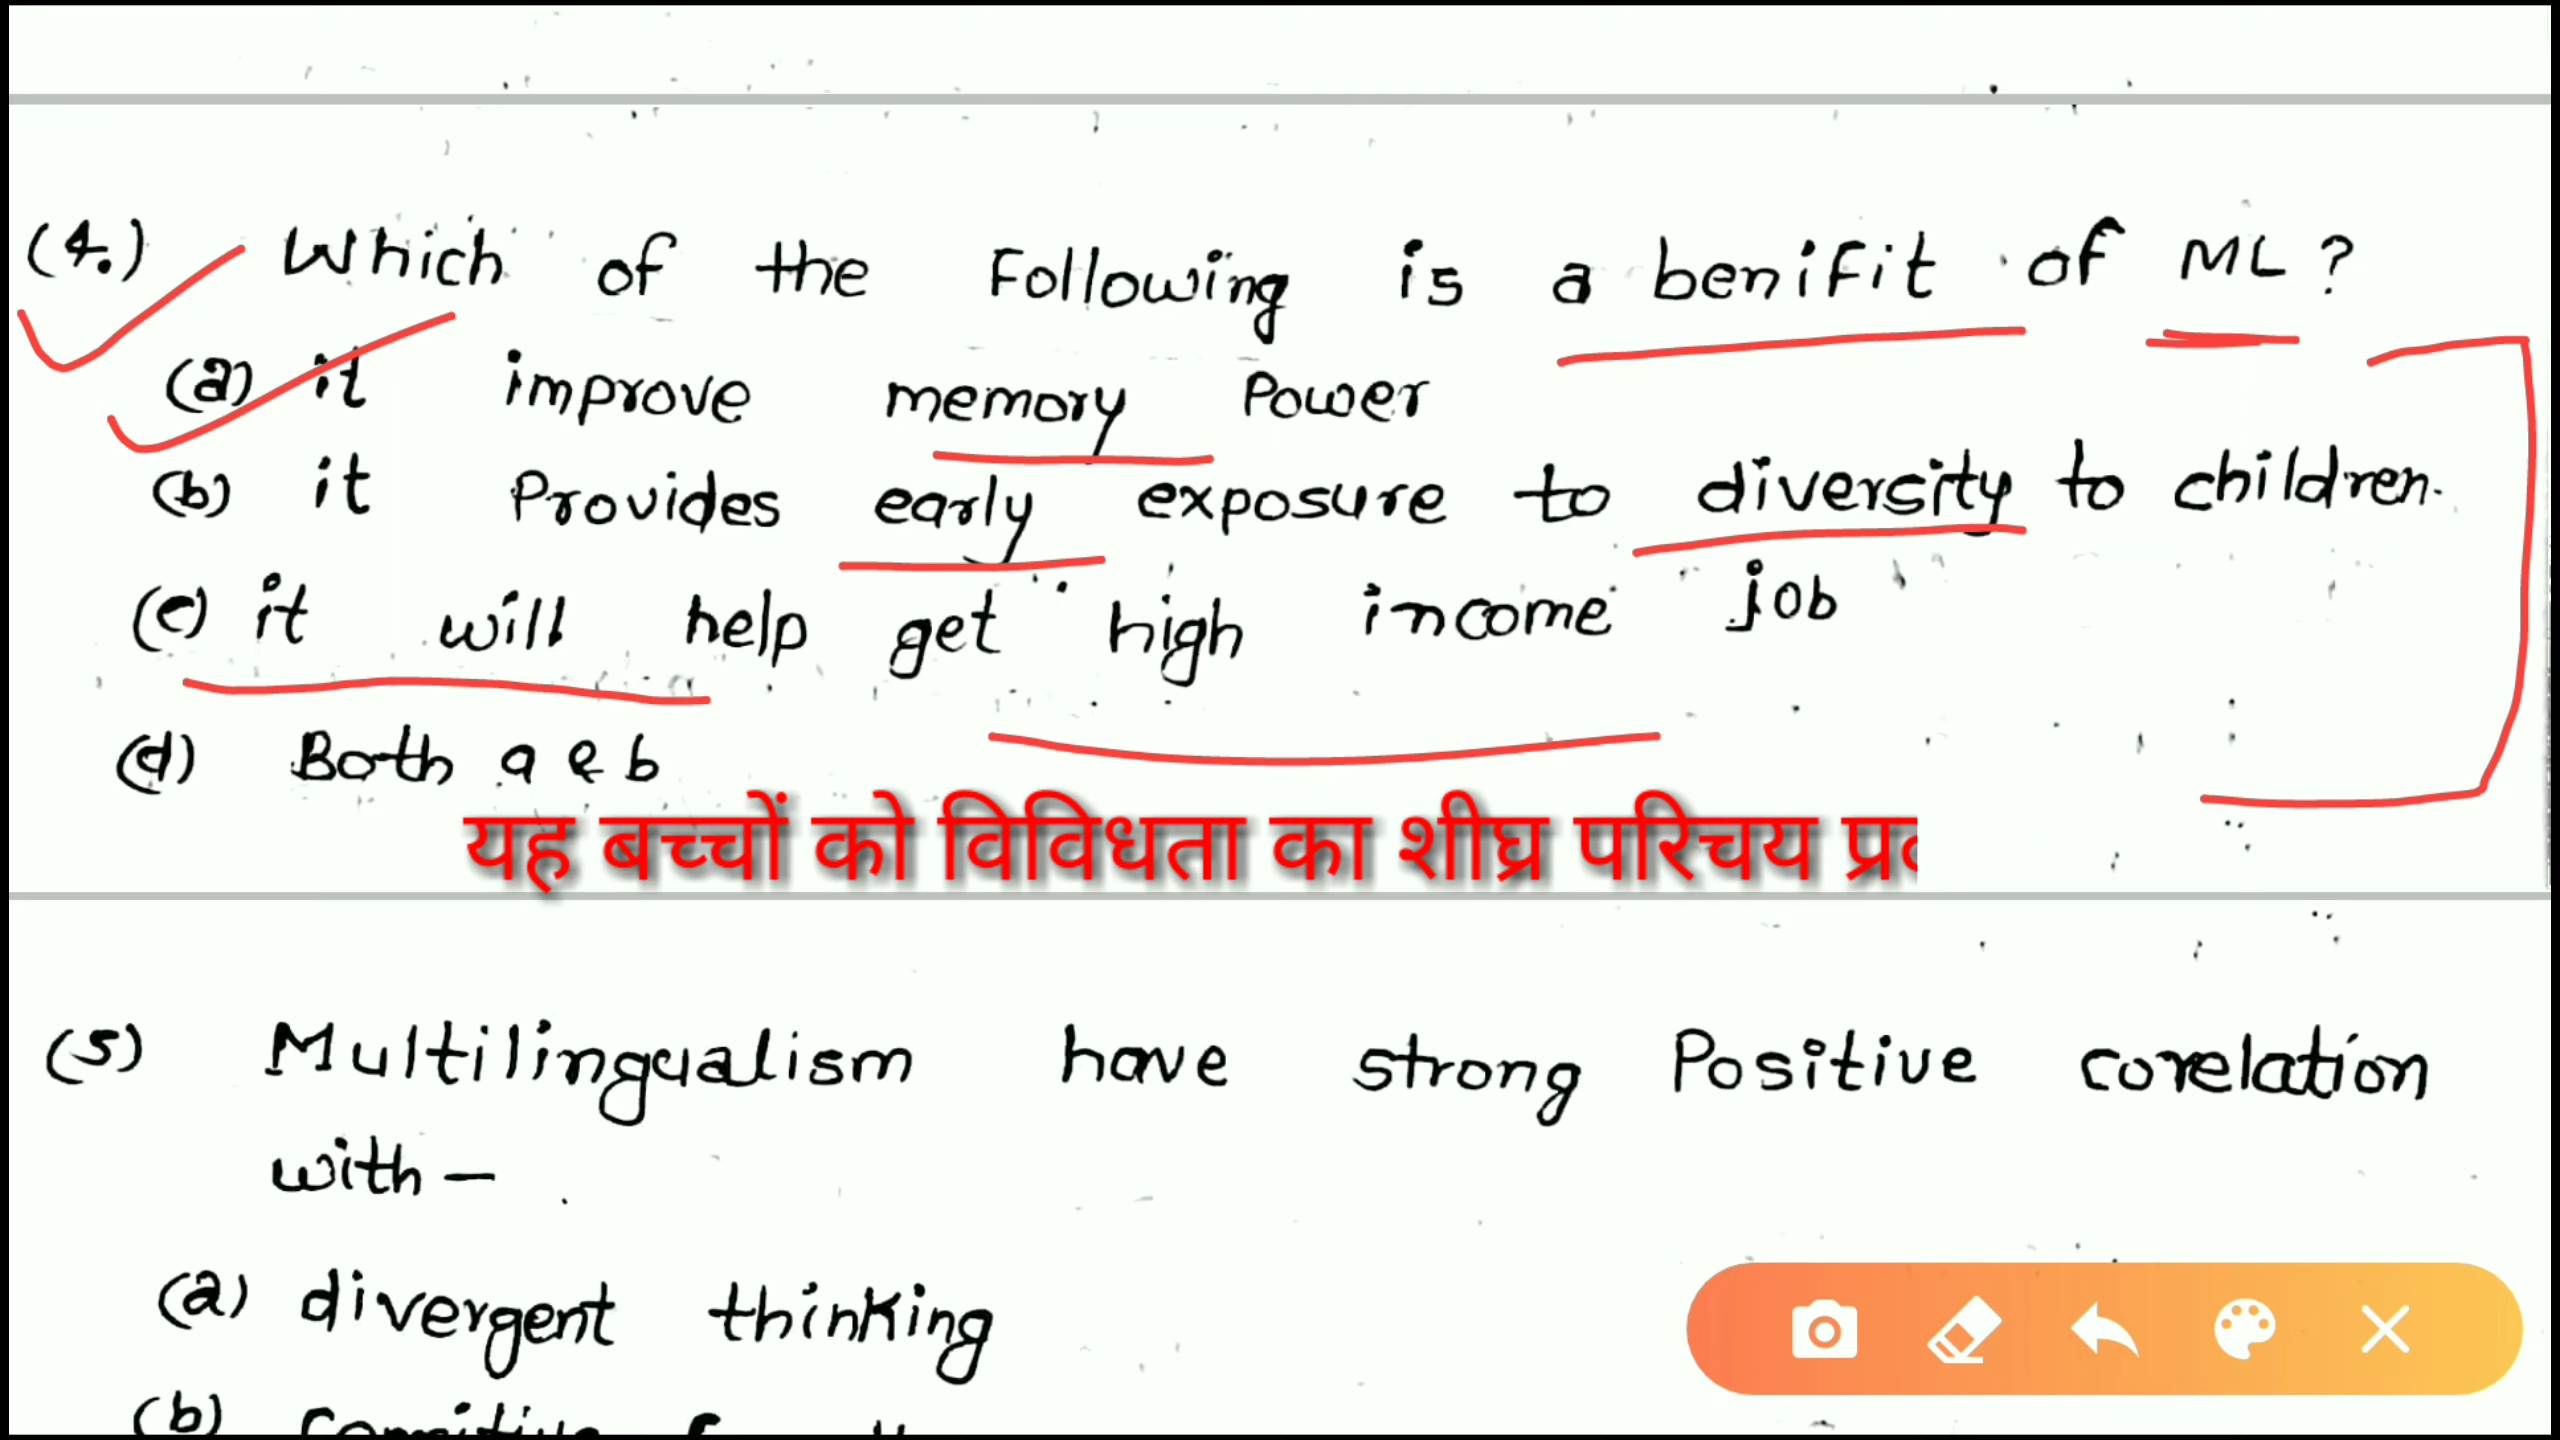 (4.) Which of the Following is a benifit of ML?
(a) it improve memory Power
(b) it Provides early exposure to diversity to children.
(c) it will help get high income job
(d) Both a & b
यह बच्चों को विविधता का शीघ्र परिचय
(5) Multilingualism have strong Positive corelation
with —
(a) divergent thinking
(b)